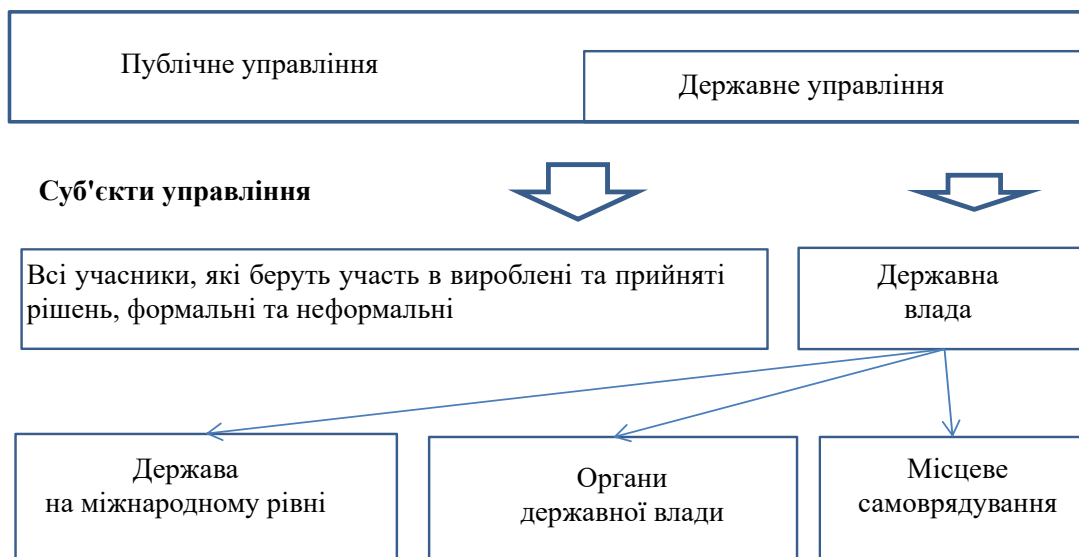 Публічне управління
Державне управління
Суб'єкти управління
Всі учасники, які беруть участь в вироблені та прийняті
рішень, формальні та неформальні
Державна
влада
Держава
на міжнародному рівні
Органи
державної влади
Місцеве
самоврядування